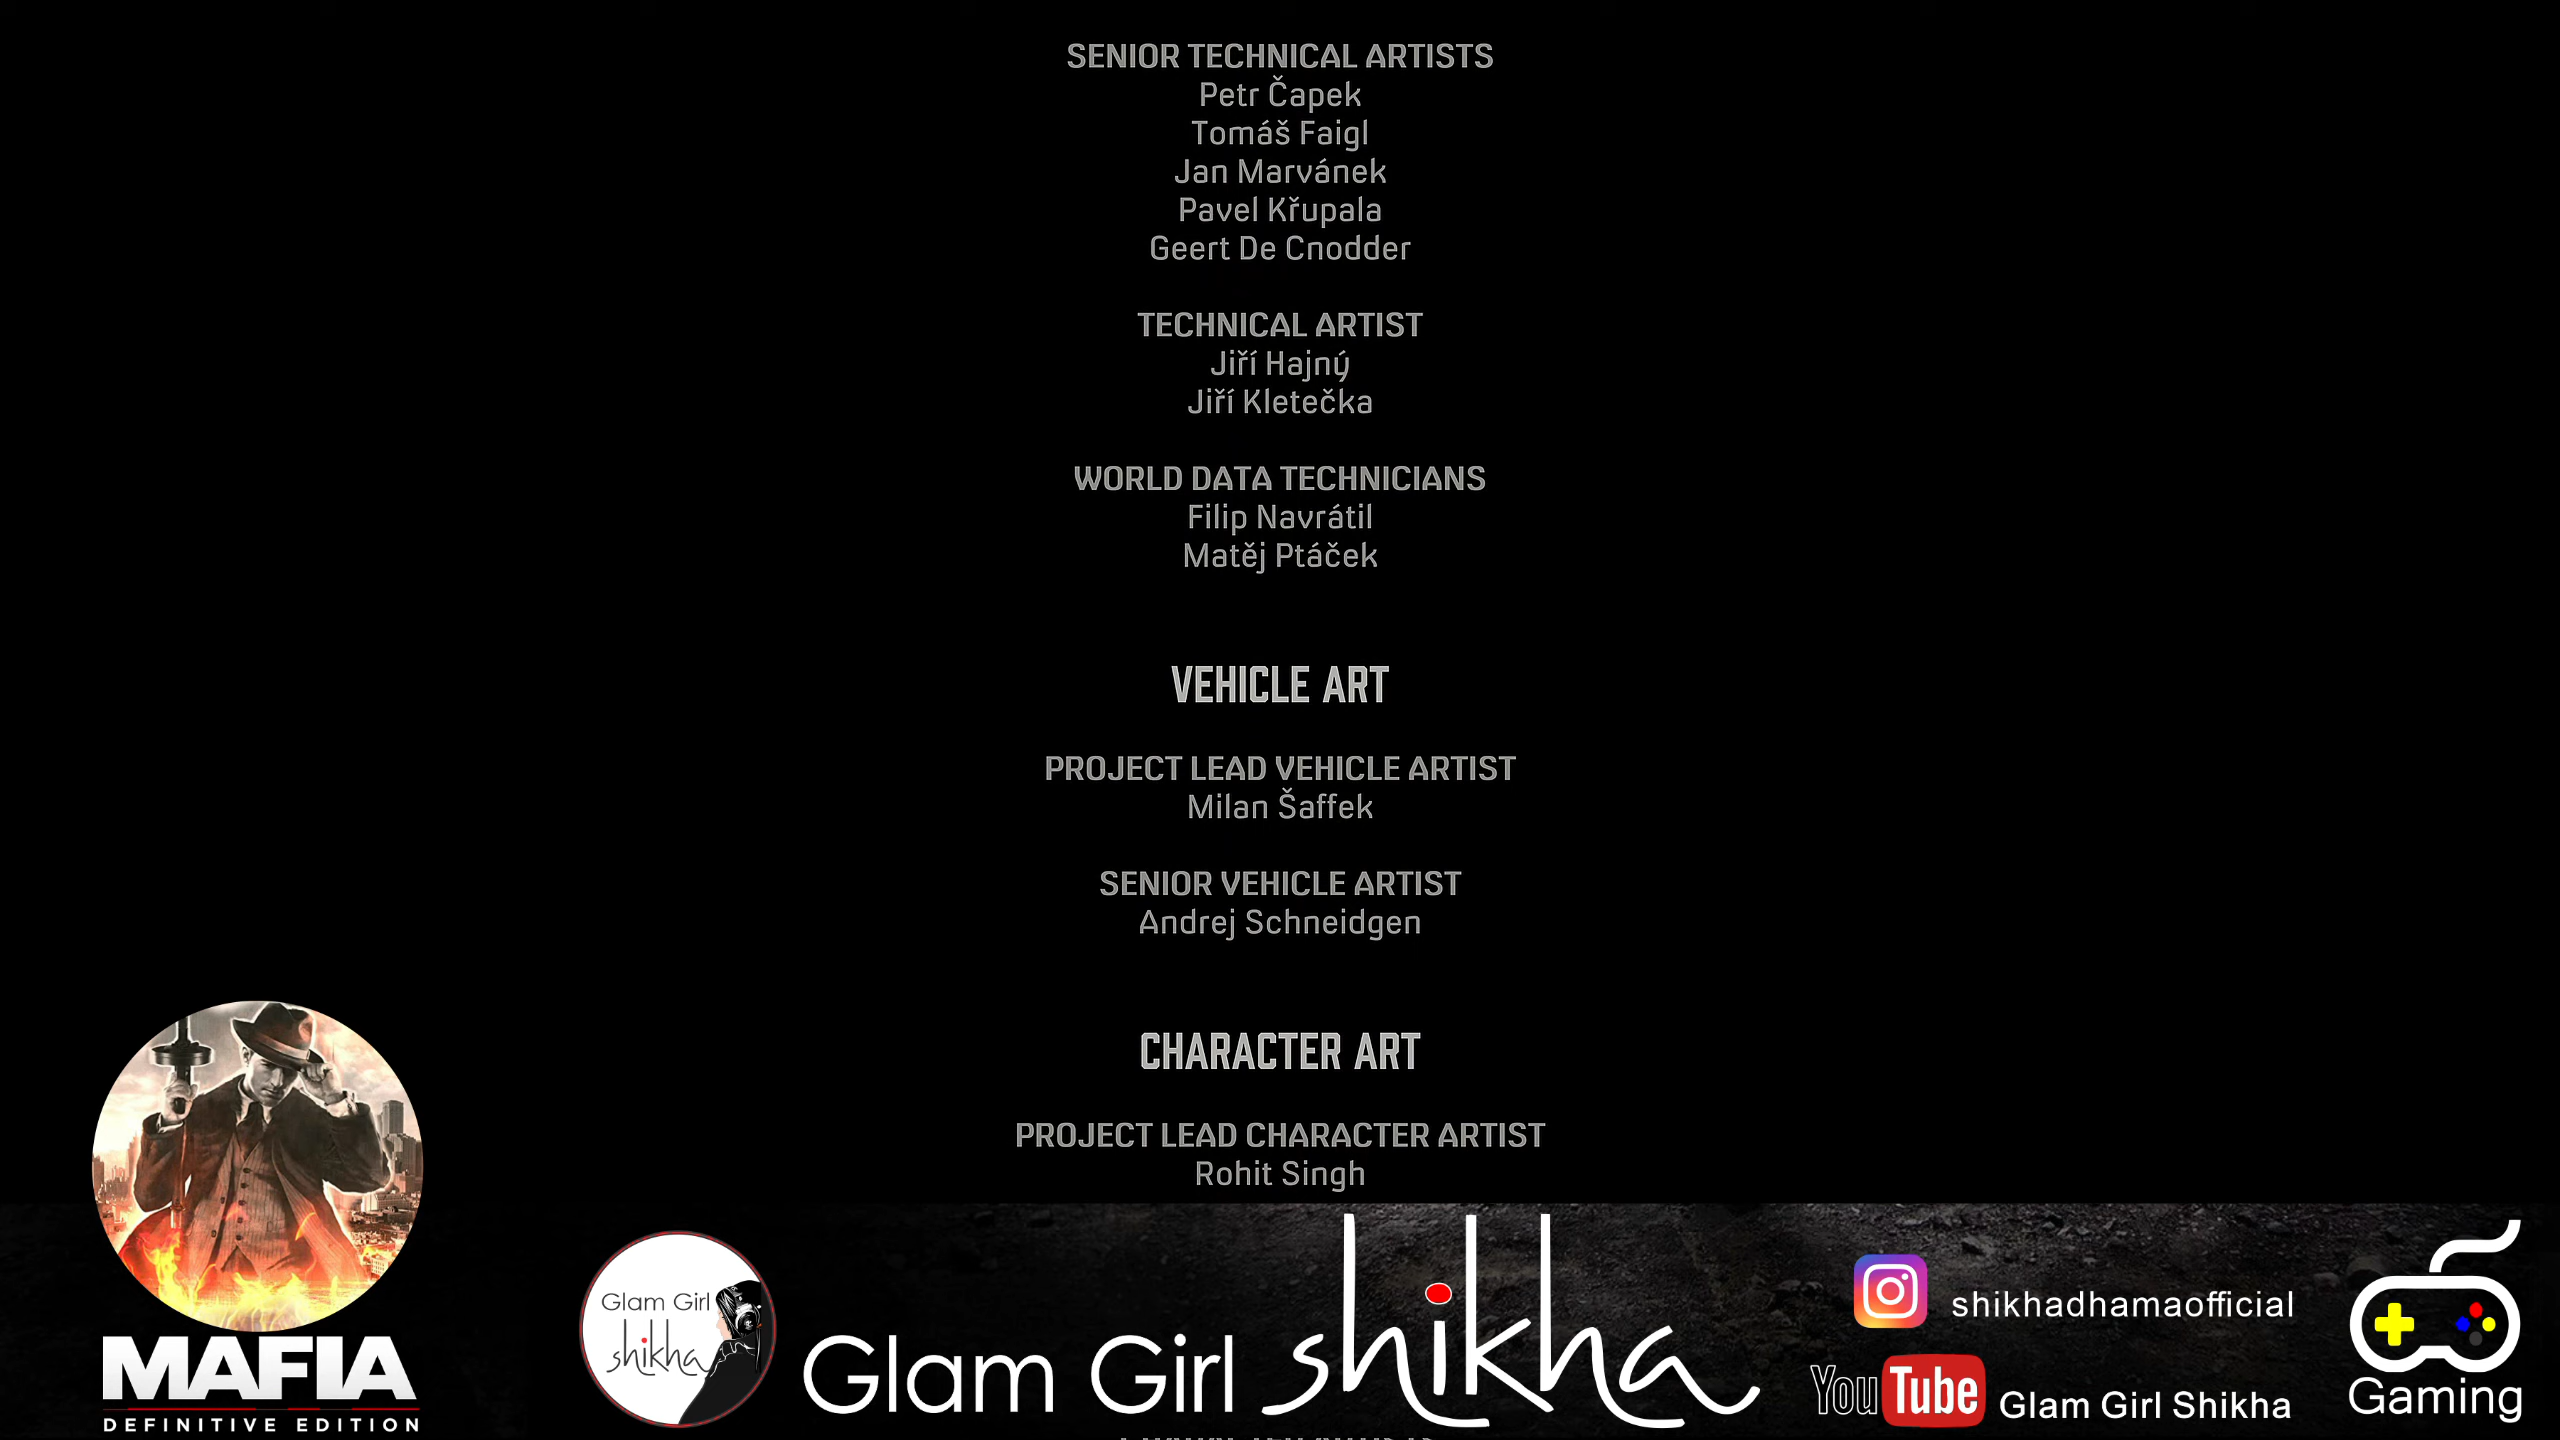 SENIOR TECHNICAL ARTISTS
Petr Čapek
Tomáš Faigl
Jan Marvánek
Pavel Křupala
Geert De Cnodder
TECHNICAL ARTIST
Jiří Hajný
Jiří Kletečka
WORLD DATA TECHNICIANS
Filip Navrátil
Matěj Ptáček
VEHICLE ART
PROJECT LEAD VEHICLE ARTIST
Milan Šaffek
SENIOR VEHICLE ARTIST
Andrej Schneidgen
CHARACTER ART
PROJECT LEAD CHARACTER ARTIST
Rohit Singh
MAFIA
DEFINITIVE EDITION
Glam Girl
shikha
Glam Girl shikha
shikhadhamaofficial
YouTube Glam Girl Shikha
Gaming